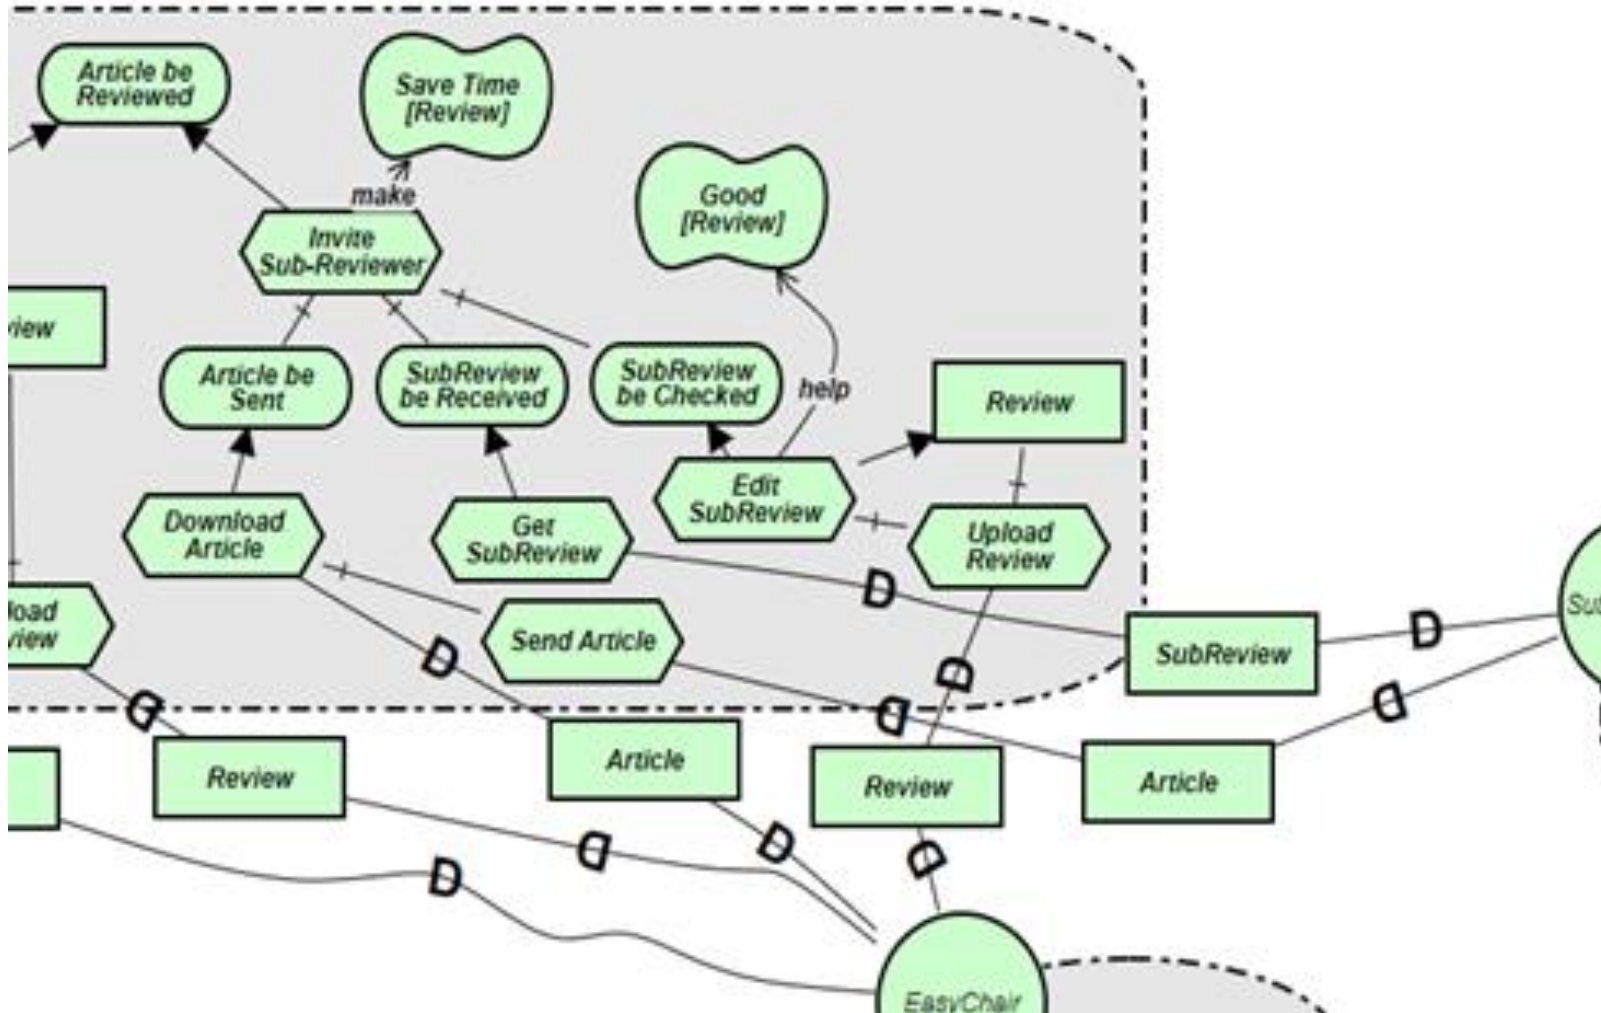 Article be
Reviewed
Save Time
[Review]
make
Good
[Review]
Invite
Sub-Reviewer
view
Article be
Sent
SubReview
be Received
SubReview
be Checked
help
Review
Edit
SubReview
Download
Article
Get
SubReview
Upload
Review
D
load
view
Send Article
D
D
SubReview
D
D
D
D
Review
Article
Review
Article
D
D
D
D
EasyChair